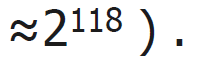 ≈2¹¹⁸ ) .